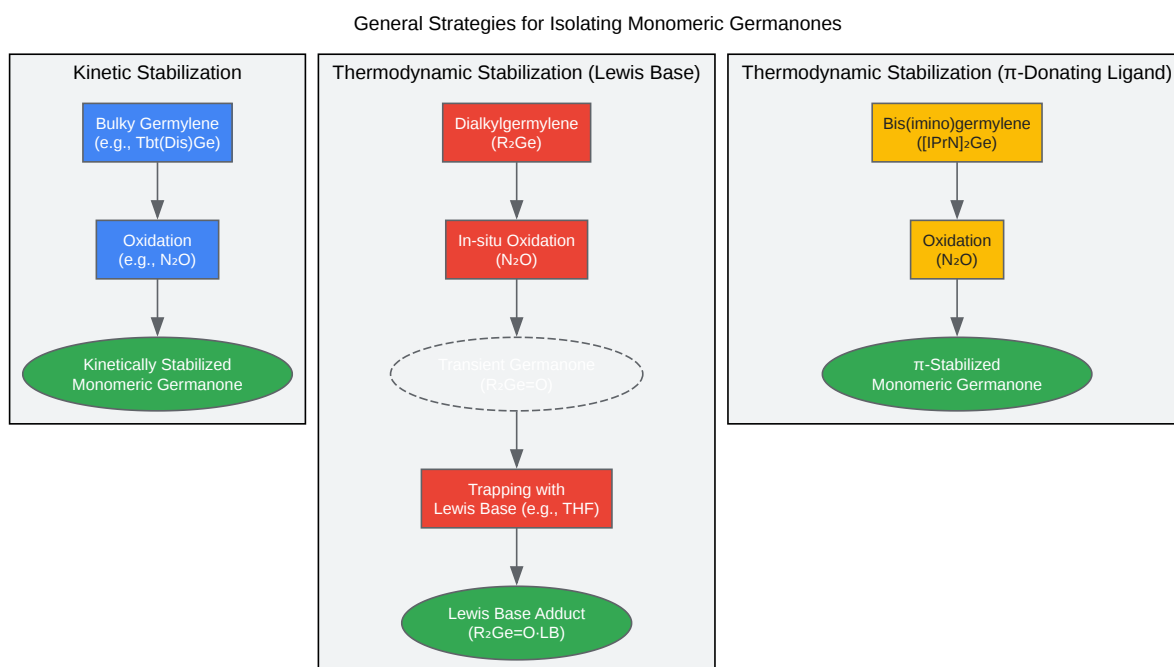 General Strategies for Isolating Monomeric Germanones
Kinetic Stabilization
Bulky Germylene
(e.g., Tbt(Dis)Ge)
Oxidation
(e.g., N₂O)
Kinetically Stabilized
Monomeric Germanone
Thermodynamic Stabilization (Lewis Base)
Dialkylgermylene
(R₂Ge)
In-situ Oxidation
(N₂O)
Transient Germanone
(R₂Ge=O)
Trapping with
Lewis Base (e.g., THF)
Lewis Base Adduct
(R₂Ge=O·LB)
Thermodynamic Stabilization (π-Donating Ligand)
Bis(imino)germylene
([IPrN]₂Ge)
Oxidation
(N₂O)
π-Stabilized
Monomeric Germanone